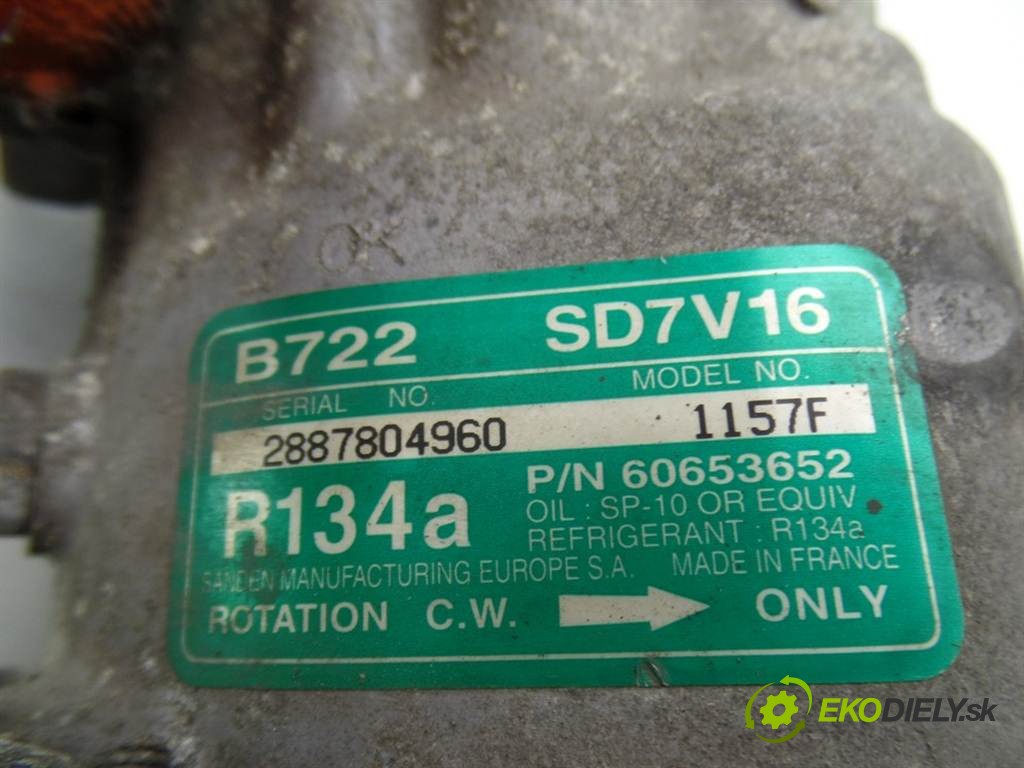 OK
B722 SD7V16
SERIAL NO. MODEL NO.
2887804960 1157F
R134a P/N 60653652
OIL : SP-10 OR EQUIV
REFRIGERANT : R134a
SANDEN MANUFACTURING EUROPE S.A. MADE IN FRANCE
ROTATION C.W. ONLY
EKODIELY.sk